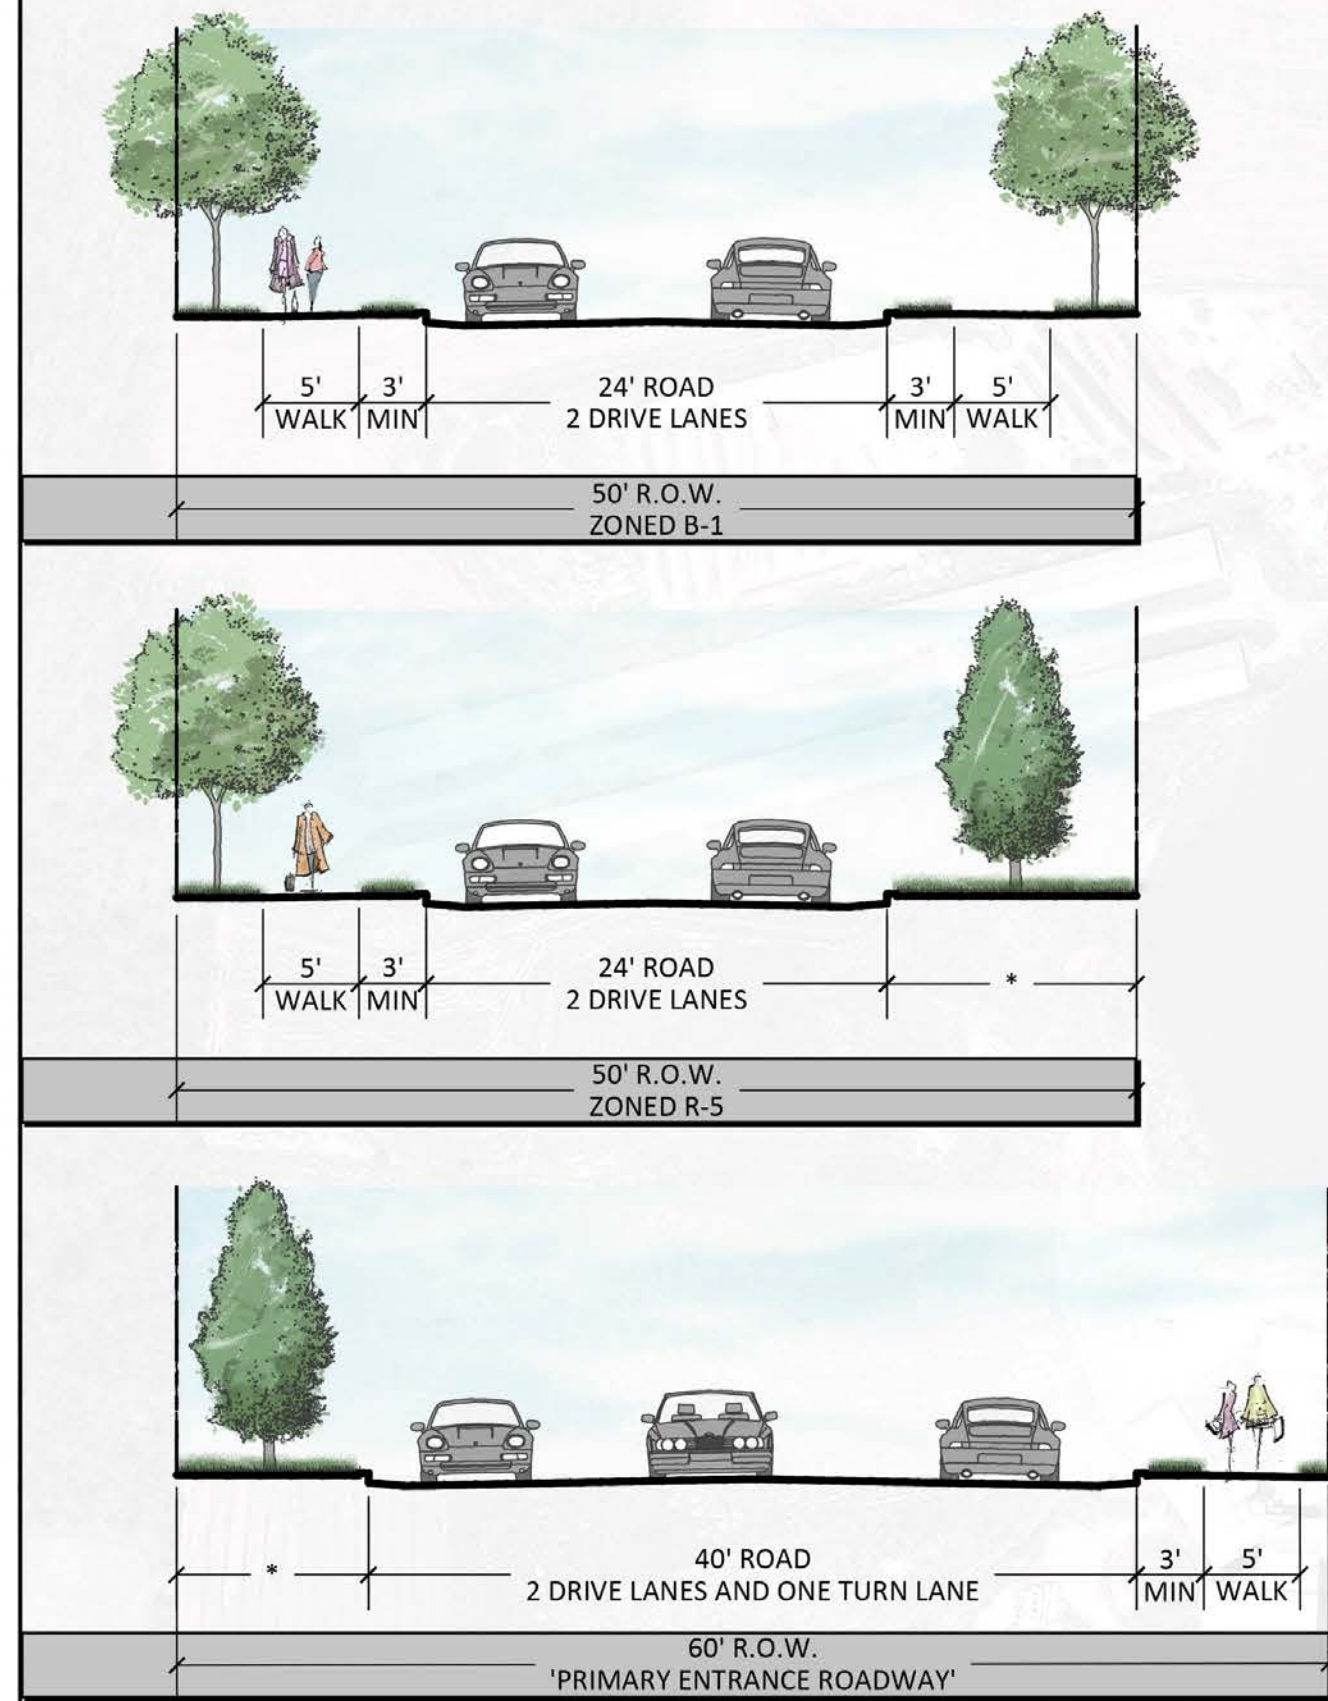 5' 3' 24' ROAD 3' 5'
WALK MIN 2 DRIVE LANES MIN WALK
50' R.O.W.
ZONED B-1
5' 3' 24' ROAD *
WALK MIN 2 DRIVE LANES
50' R.O.W.
ZONED R-5
* 40' ROAD 3' 5'
2 DRIVE LANES AND ONE TURN LANE MIN WALK
60' R.O.W.
'PRIMARY ENTRANCE ROADWAY'